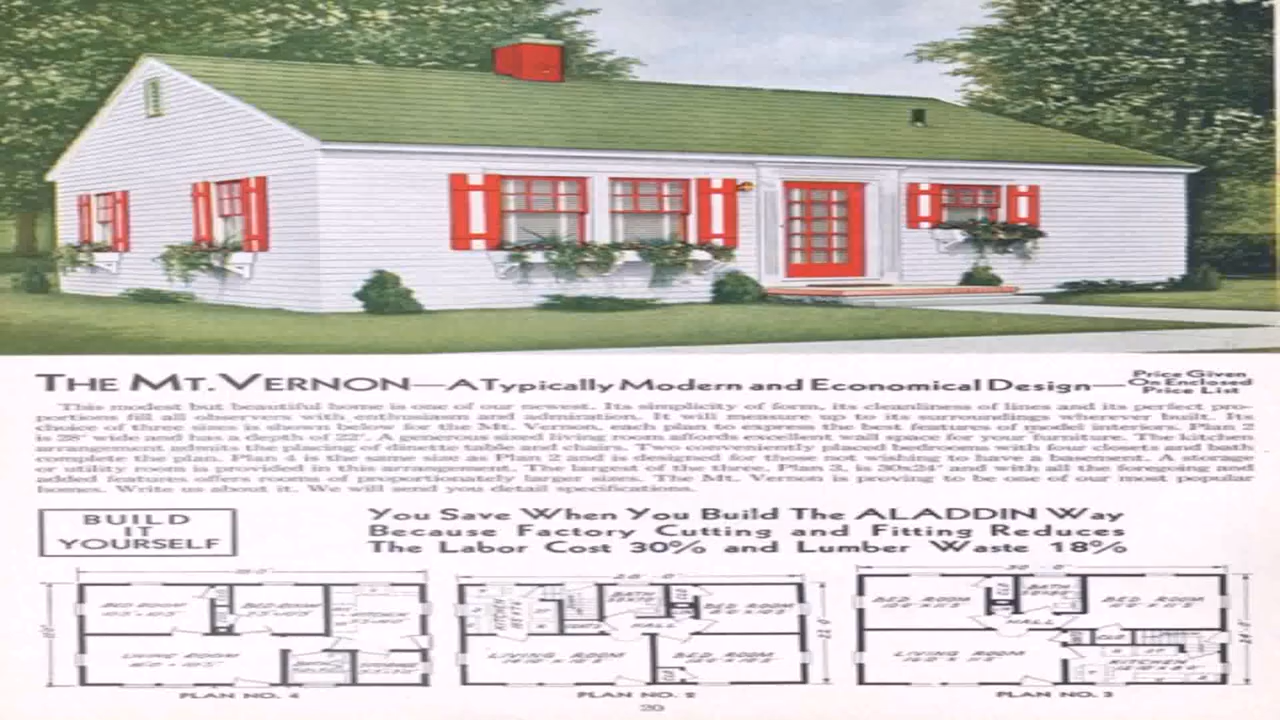 THE MT. VERNON—A Typically Modern and Economical Design—
Price Given
On Enclosed
Price List
This modest but beautiful home is one of our newest. Its simplicity of form, its cleanliness of lines and its perfect pro-
portions fill all observers with enthusiasm and admiration. It will measure up to its surroundings wherever built. Its
choice of three sizes is shown below for the Mt. Vernon, each plan to express the best features of model interiors. Plan 2
is 28' wide and has a depth of 22'. A generous sized living room affords excellent wall space for your furniture. The kitchen
arrangement admits the placing of dinette table and chairs. Two conveniently placed bedrooms with four closets and bath
complete the plan. Plan 4 is the same size as Plan 2 and is designed for those not wishing to have a basement. A storage
or utility room is provided in this arrangement. The largest of the three, Plan 3, is 30x24' and with all the foregoing and
added features offers rooms of proportionately larger sizes. The Mt. Vernon is proving to be one of our most popular
homes. Write us about it. We will send you detail specifications.
BUILD
IT
YOURSELF
You Save When You Build The ALADDIN Way
Because Factory Cutting and Fitting Reduces
The Labor Cost 30% and Lumber Waste 18%
BED ROOM
BED ROOM
KITCHEN
LIVING ROOM
PLAN NO. 4
KITCHEN
BATH
BED ROOM
HALL
LIVING ROOM
BED ROOM
PLAN NO. 2
30'-0"
BED ROOM
BATH
BED ROOM
HALL
LIVING ROOM
CLO
KITCHEN
PLAN NO. 3
20